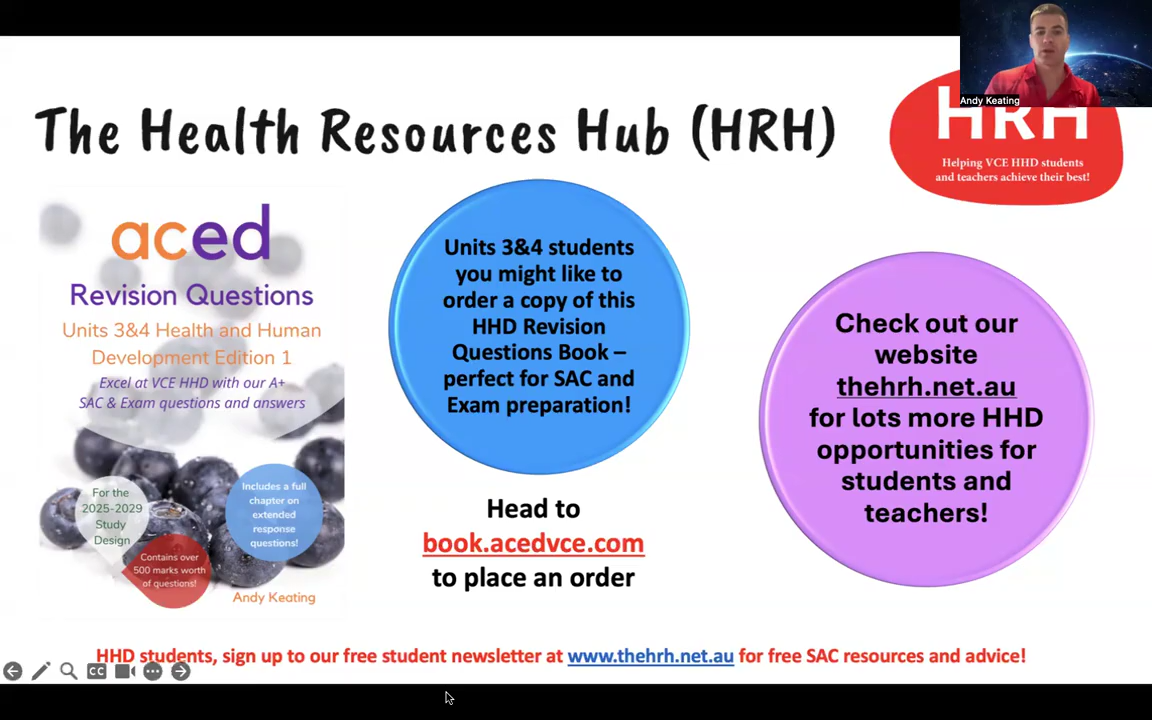 Andy Keating
The Health Resources Hub (HRH)
HRH
Helping VCE HHD students
and teachers achieve their best!
aced
Revision Questions
Units 3&4 Health and Human
Development Edition 1
Excel at VCE HHD with our A+
SAC & Exam questions and answers
For the
2025-2029
Study
Design
Includes a full
chapter on
extended
response
questions!
Contains over
500 marks worth
of questions!
Andy Keating
Units 3&4 students
you might like to
order a copy of this
HHD Revision
Questions Book –
perfect for SAC and
Exam preparation!
Head to
book.acedvce.com
to place an order
Check out our
website
thehrh.net.au
for lots more HHD
opportunities for
students and
teachers!
HHD students, sign up to our free student newsletter at www.thehrh.net.au for free SAC resources and advice!
CC